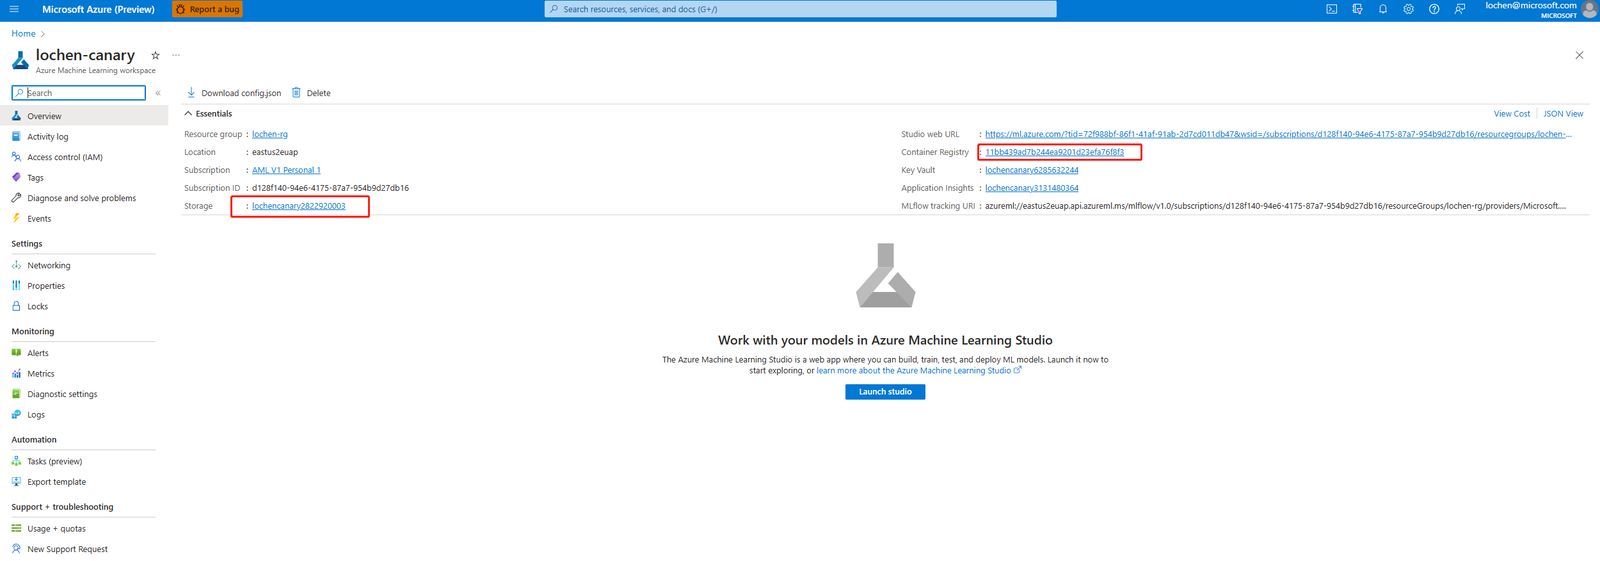 Microsoft Azure (Preview)
Report a bug
Search resources, services, and docs (G+/)
lochen@microsoft.com
MICROSOFT
Home
lochen-canary
Azure Machine Learning workspace
Search
Overview
Activity log
Access control (IAM)
Tags
Diagnose and solve problems
Events
Settings
Networking
Properties
Locks
Monitoring
Alerts
Metrics
Diagnostic settings
Logs
Automation
Tasks (preview)
Export template
Support + troubleshooting
Usage + quotas
New Support Request
Download config.json
Delete
Essentials
View Cost
JSON View
Resource group : lochen-rg
Location : eastus2euap
Subscription : AML V1 Personal 1
Subscription ID : d128f140-94e6-4175-87a7-954b9d27db16
Storage : lochencanary2822920003
Studio web URL : https://ml.azure.com/?tid=72f988bf-86f1-41af-91ab-2d7cd011db47&wsid=/subscriptions/d128f140-94e6-4175-87a7-954b9d27db16/resourcegroups/lochen-...
Container Registry : 11bb439ad7b244ea9201d23efa76f8f3
Key Vault : lochencanary6285632244
Application Insights : lochencanary3131480364
MLflow tracking URI : azureml://eastus2euap.api.azureml.ms/mlflow/v1.0/subscriptions/d128f140-94e6-4175-87a7-954b9d27db16/resourceGroups/lochen-rg/providers/Microsoft....
Work with your models in Azure Machine Learning Studio
The Azure Machine Learning Studio is a web app where you can build, train, test, and deploy ML models. Launch it now to
start exploring, or learn more about the Azure Machine Learning Studio
Launch studio